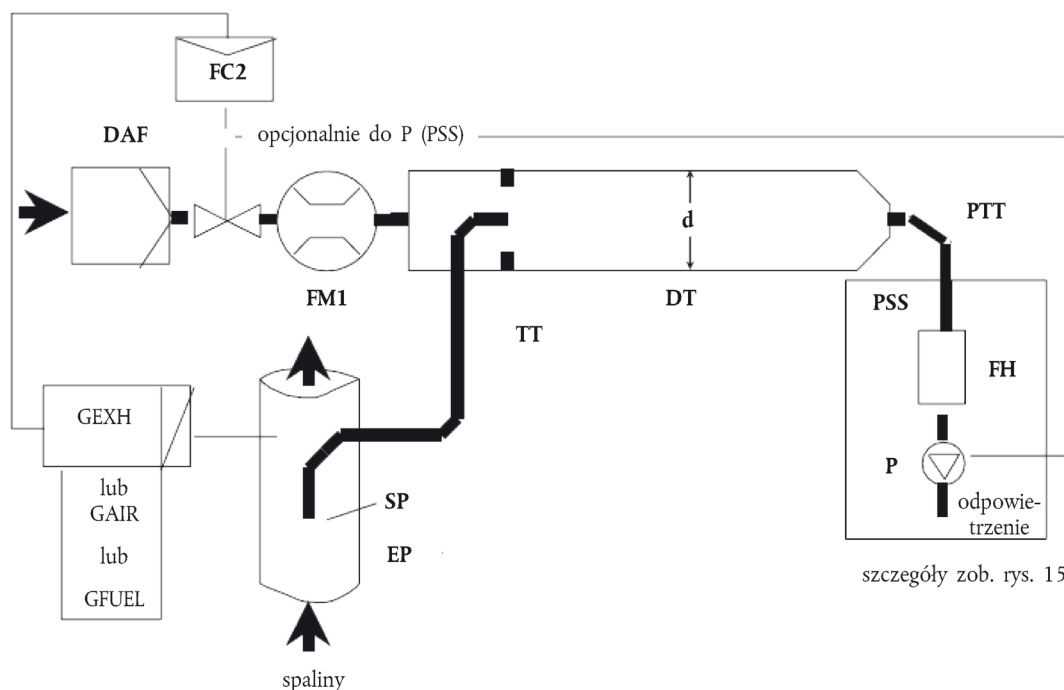 FC2
DAF
opcjonalnie do P (PSS)
d
PTT
FM1
DT
PSS
TT
FH
GEXH
P
lub
GAIR
SP
odpowie-
trzenie
lub
EP
GFUEL
szczegóły zob. rys. 15
spaliny